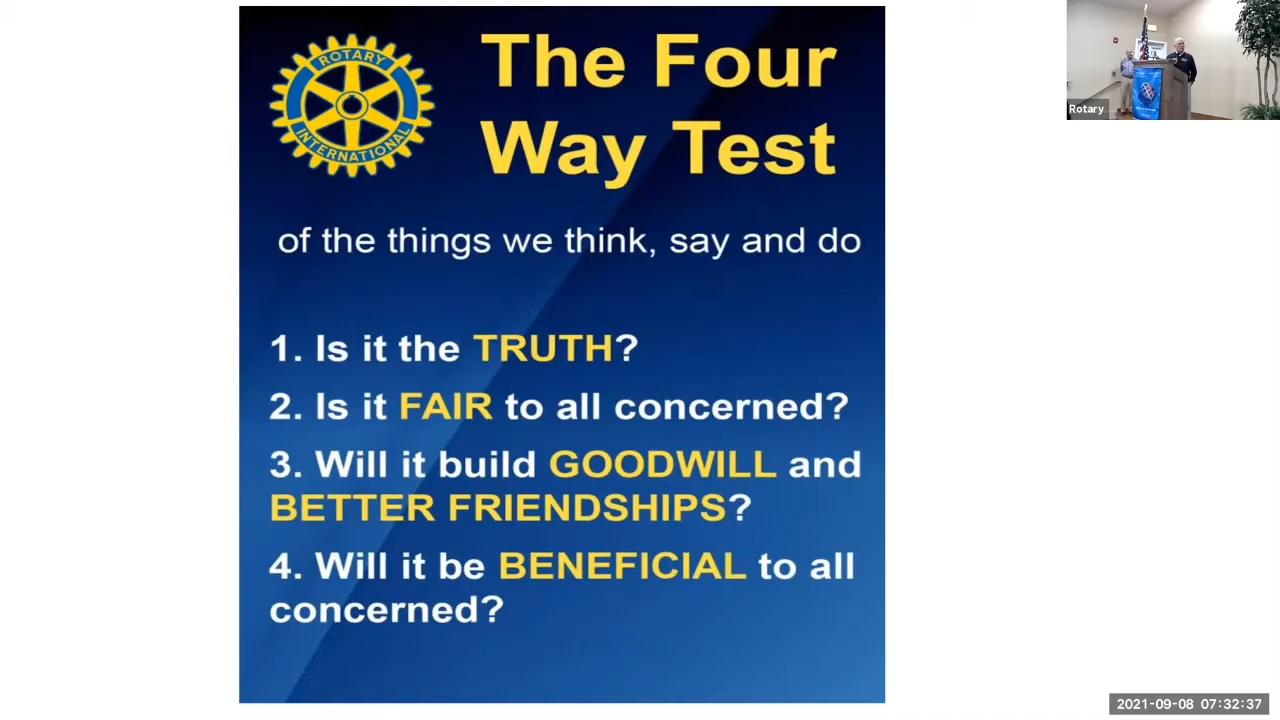 ROTARY
INTERNATIONAL
The Four
Way Test
of the things we think, say and do
1. Is it the TRUTH?
2. Is it FAIR to all concerned?
3. Will it build GOODWILL and
BETTER FRIENDSHIPS?
4. Will it be BENEFICIAL to all
concerned?
Rotary
2021-09-08 07:32:37